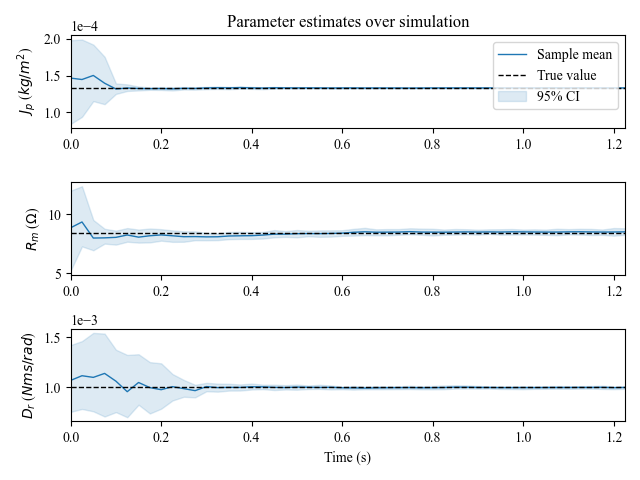 Parameter estimates over simulation
1e−4
2.0
1.5
1.0
J_p (kg/m²)
Sample mean
True value
95% CI
0.0 0.2 0.4 0.6 0.8 1.0 1.2
10
5
R_m (Ω)
0.0 0.2 0.4 0.6 0.8 1.0 1.2
1e−3
1.5
1.0
D_r (Nms/rad)
0.0 0.2 0.4 0.6 0.8 1.0 1.2
Time (s)